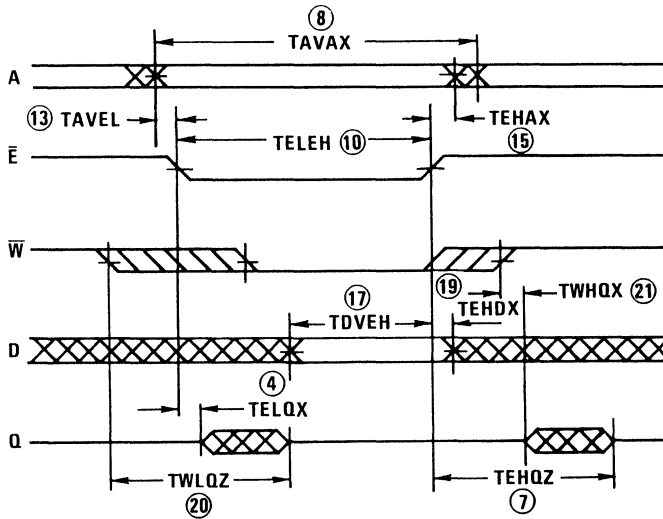 ⑧
TAVAX
A
⑬ TAVEL
TELEH ⑩
TEHAX
⑮
E̅
W̅
⑰
TDVEH
⑲
TEHDX
TWHQX ㉑
D
④
TELQX
Q
TWLQZ
⑳
TEHQZ
⑦